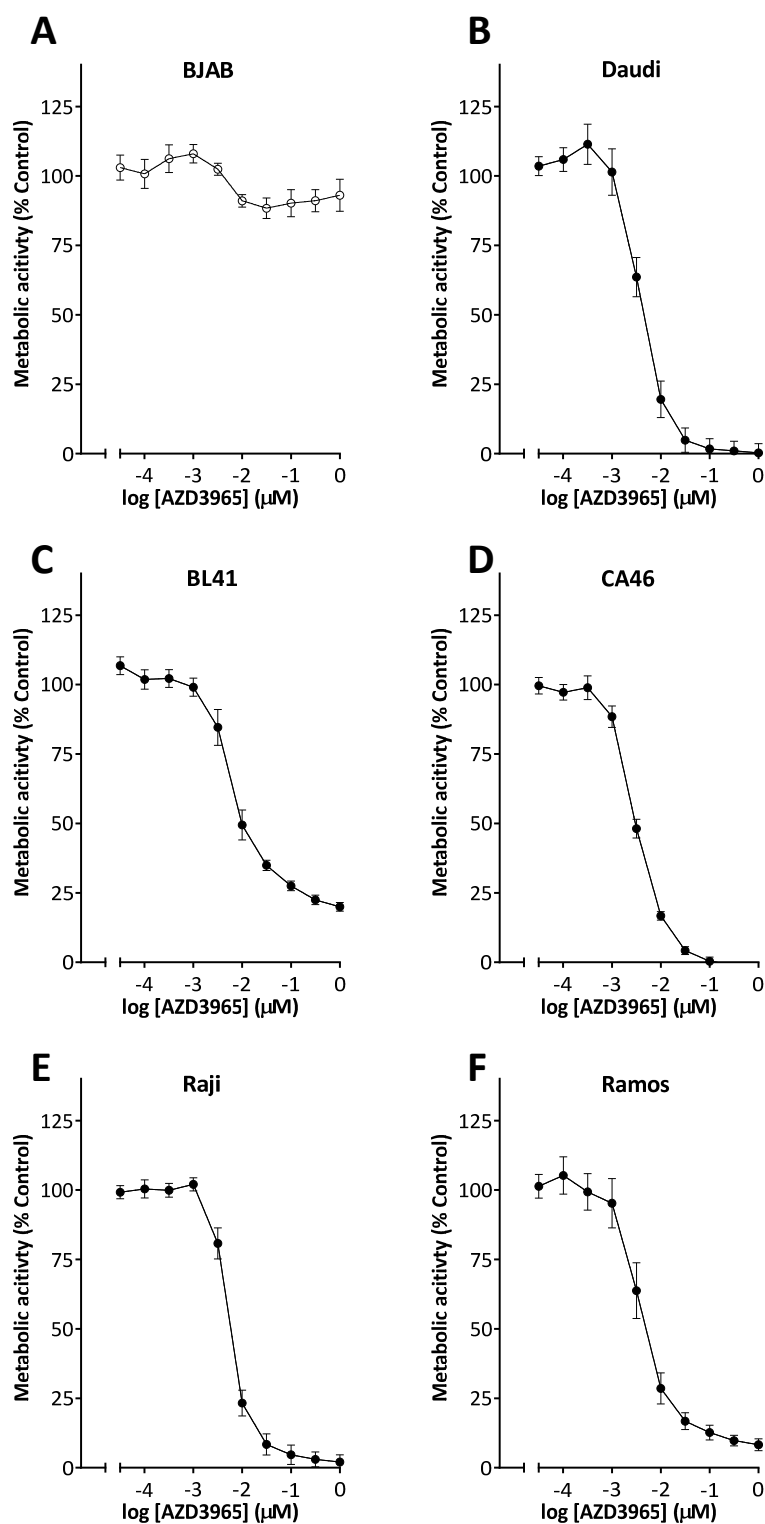 A
BJAB
Metabolic acitivty (% Control)
125
100
75
50
25
0
-4 -3 -2 -1 0
log [AZD3965] (μM)
B
Daudi
Metabolic acitivty (% Control)
125
100
75
50
25
0
-4 -3 -2 -1 0
log [AZD3965] (μM)
C
BL41
Metabolic acitivty (% Control)
125
100
75
50
25
0
-4 -3 -2 -1 0
log [AZD3965] (μM)
D
CA46
Metabolic acitivty (% Control)
125
100
75
50
25
0
-4 -3 -2 -1 0
log [AZD3965] (μM)
E
Raji
Metabolic acitivty (% Control)
125
100
75
50
25
0
-4 -3 -2 -1 0
log [AZD3965] (μM)
F
Ramos
Metabolic acitivty (% Control)
125
100
75
50
25
0
-4 -3 -2 -1 0
log [AZD3965] (μM)